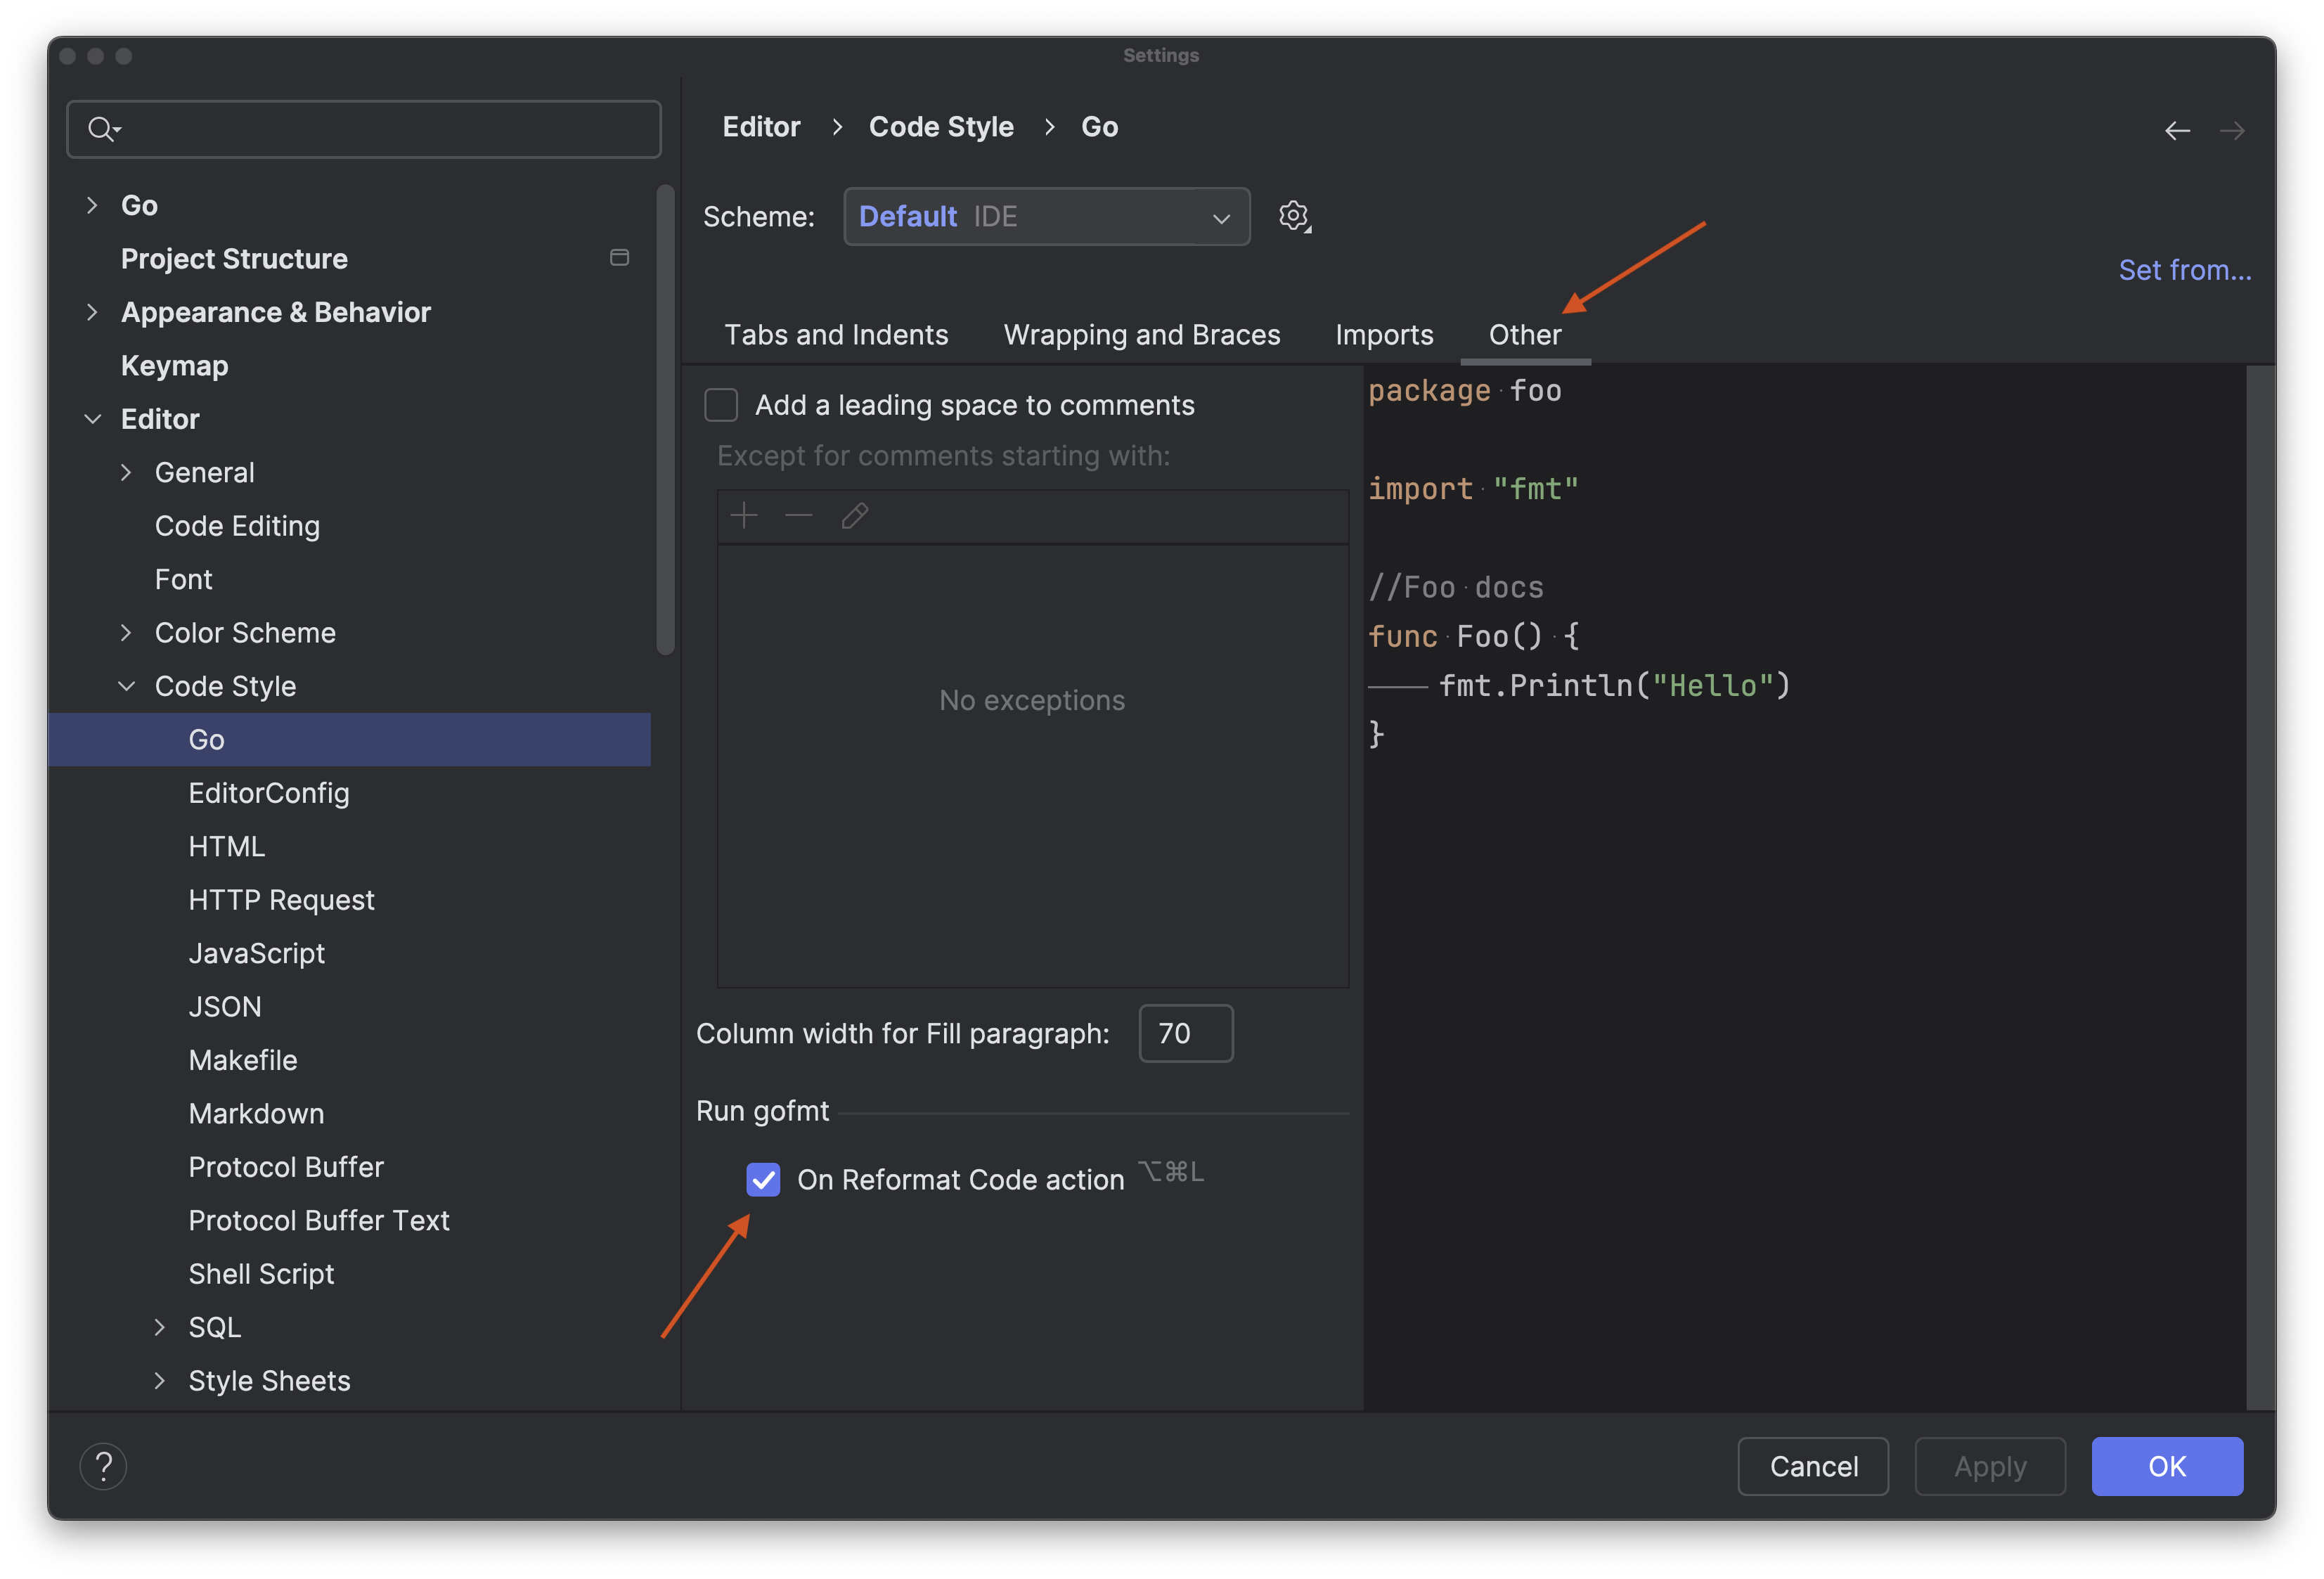 Settings
Go
Project Structure
Appearance & Behavior
Keymap
Editor
General
Code Editing
Font
Color Scheme
Code Style
Go
EditorConfig
HTML
HTTP Request
JavaScript
JSON
Makefile
Markdown
Protocol Buffer
Protocol Buffer Text
Shell Script
SQL
Style Sheets
Editor > Code Style > Go
Scheme: Default IDE
Set from...
Tabs and Indents Wrapping and Braces Imports Other
Add a leading space to comments
Except for comments starting with:
No exceptions
Column width for Fill paragraph: 70
Run gofmt
On Reformat Code action ⌥⌘L
package foo
import "fmt"
//Foo docs
func Foo() {
fmt.Println("Hello")
}
?
Cancel Apply OK